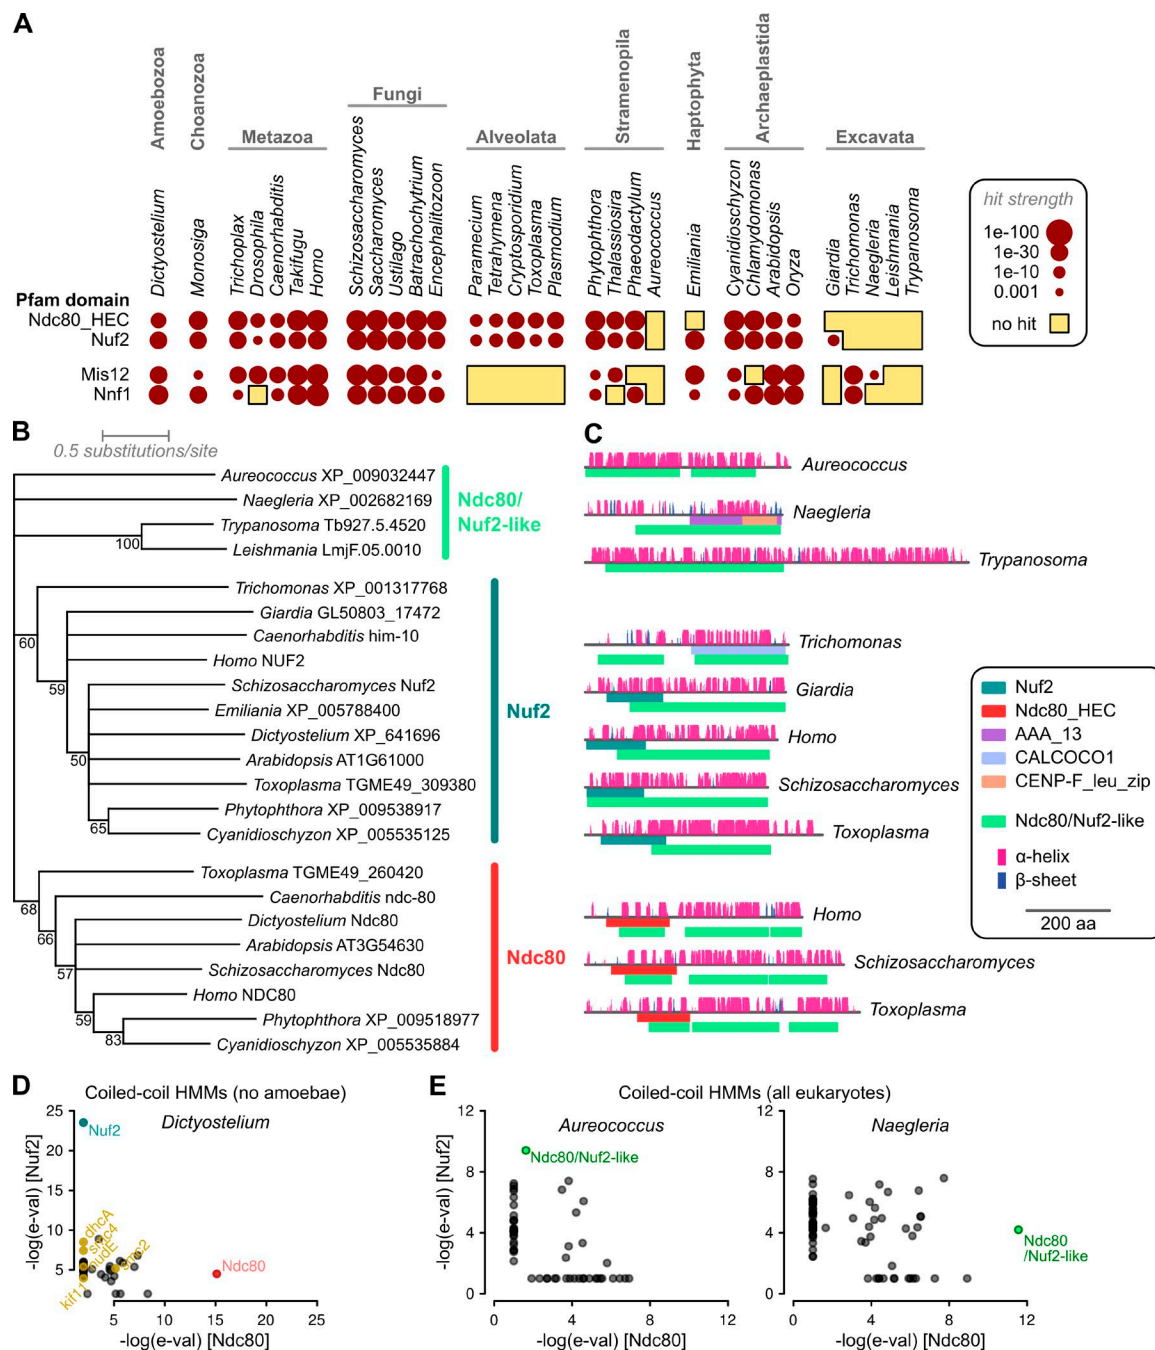 A
Amoebozoa
Choanozoa
Metazoa
Fungi
Alveolata
Stramenopila
Haptophyta
Archaeplastida
Excavata
Dictyostelium
Monosiga
Trichoplax
Drosophila
Caenorhabditis
Takifugu
Homo
Schizosaccharomyces
Saccharomyces
Ustilago
Batrachochytrium
Encephalitozoon
Paramecium
Tetrahymena
Cryptosporidium
Toxoplasma
Plasmodium
Phytophthora
Thalassiosira
Phaeodactylum
Aureococcus
Emiliania
Cyanidioschyzon
Chlamydomonas
Arabidopsis
Oryza
Giardia
Trichomonas
Naegleria
Leishmania
Trypanosoma
Pfam domain
Ndc80_HEC
Nuf2
Mis12
Nnf1
hit strength
1e-100
1e-30
1e-10
0.001
no hit
B
0.5 substitutions/site
Aureococcus XP_009032447
Naegleria XP_002682169
Trypanosoma Tb927.5.4520
100
Leishmania LmjF.05.0010
Ndc80/
Nuf2-like
Trichomonas XP_001317768
Giardia GL50803_17472
60
Caenorhabditis him-10
Homo NUF2
59
Schizosaccharomyces Nuf2
Emiliania XP_005788400
Dictyostelium XP_641696
50
Arabidopsis AT1G61000
Toxoplasma TGME49_309380
Phytophthora XP_009538917
65
Cyanidioschyzon XP_005535125
Nuf2
Toxoplasma TGME49_260420
68
Caenorhabditis ndc-80
Dictyostelium Ndc80
66
Arabidopsis AT3G54630
57
Schizosaccharomyces Ndc80
Homo NDC80
59
Phytophthora XP_009518977
83
Cyanidioschyzon XP_005535884
Ndc80
C
Aureococcus
Naegleria
Trypanosoma
Trichomonas
Giardia
Homo
Schizosaccharomyces
Toxoplasma
Homo
Schizosaccharomyces
Toxoplasma
Nuf2
Ndc80_HEC
AAA_13
CALCOCO1
CENP-F_leu_zip
Ndc80/Nuf2-like
α-helix
β-sheet
200 aa
D
Coiled-coil HMMs (no amoebae)
Dictyostelium
-log(e-val) [Nuf2]
25
20
15
10
5
Nuf2
dhcA
smc4
nudE
smc2
kif11
Ndc80
5
10
15
20
25
-log(e-val) [Ndc80]
E
Coiled-coil HMMs (all eukaryotes)
Aureococcus
-log(e-val) [Nuf2]
12
8
4
0
Ndc80/Nuf2-like
0
4
8
12
-log(e-val) [Ndc80]
Naegleria
12
8
4
0
Ndc80
/Nuf2-like
0
4
8
12
-log(e-val) [Ndc80]